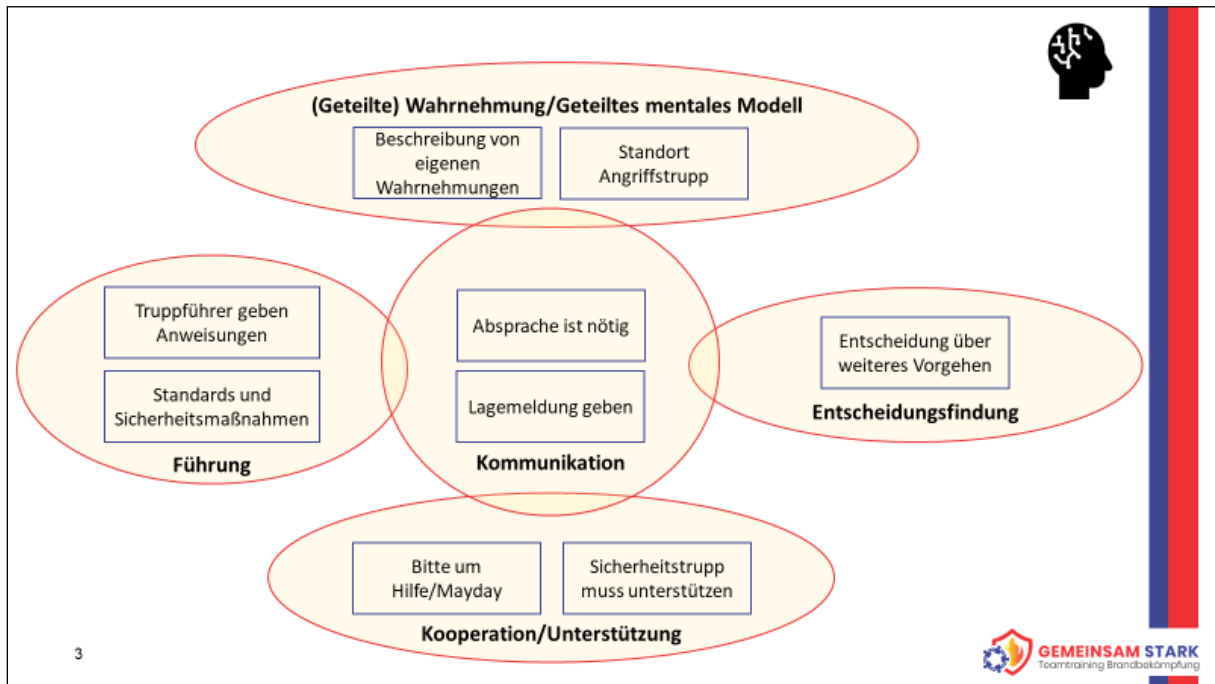 (Geteilte) Wahrnehmung/Geteiltes mentales Modell
Beschreibung von
eigenen
Wahrnehmungen
Standort
Angriffstrupp
Truppführer geben
Anweisungen
Standards und
Sicherheitsmaßnahmen
Führung
Absprache ist nötig
Lagemeldung geben
Kommunikation
Entscheidung über
weiteres Vorgehen
Entscheidungsfindung
Bitte um
Hilfe/Mayday
Sicherheitstrupp
muss unterstützen
Kooperation/Unterstützung
3
GEMEINSAM STARK
Teamtraining Brandbekämpfung